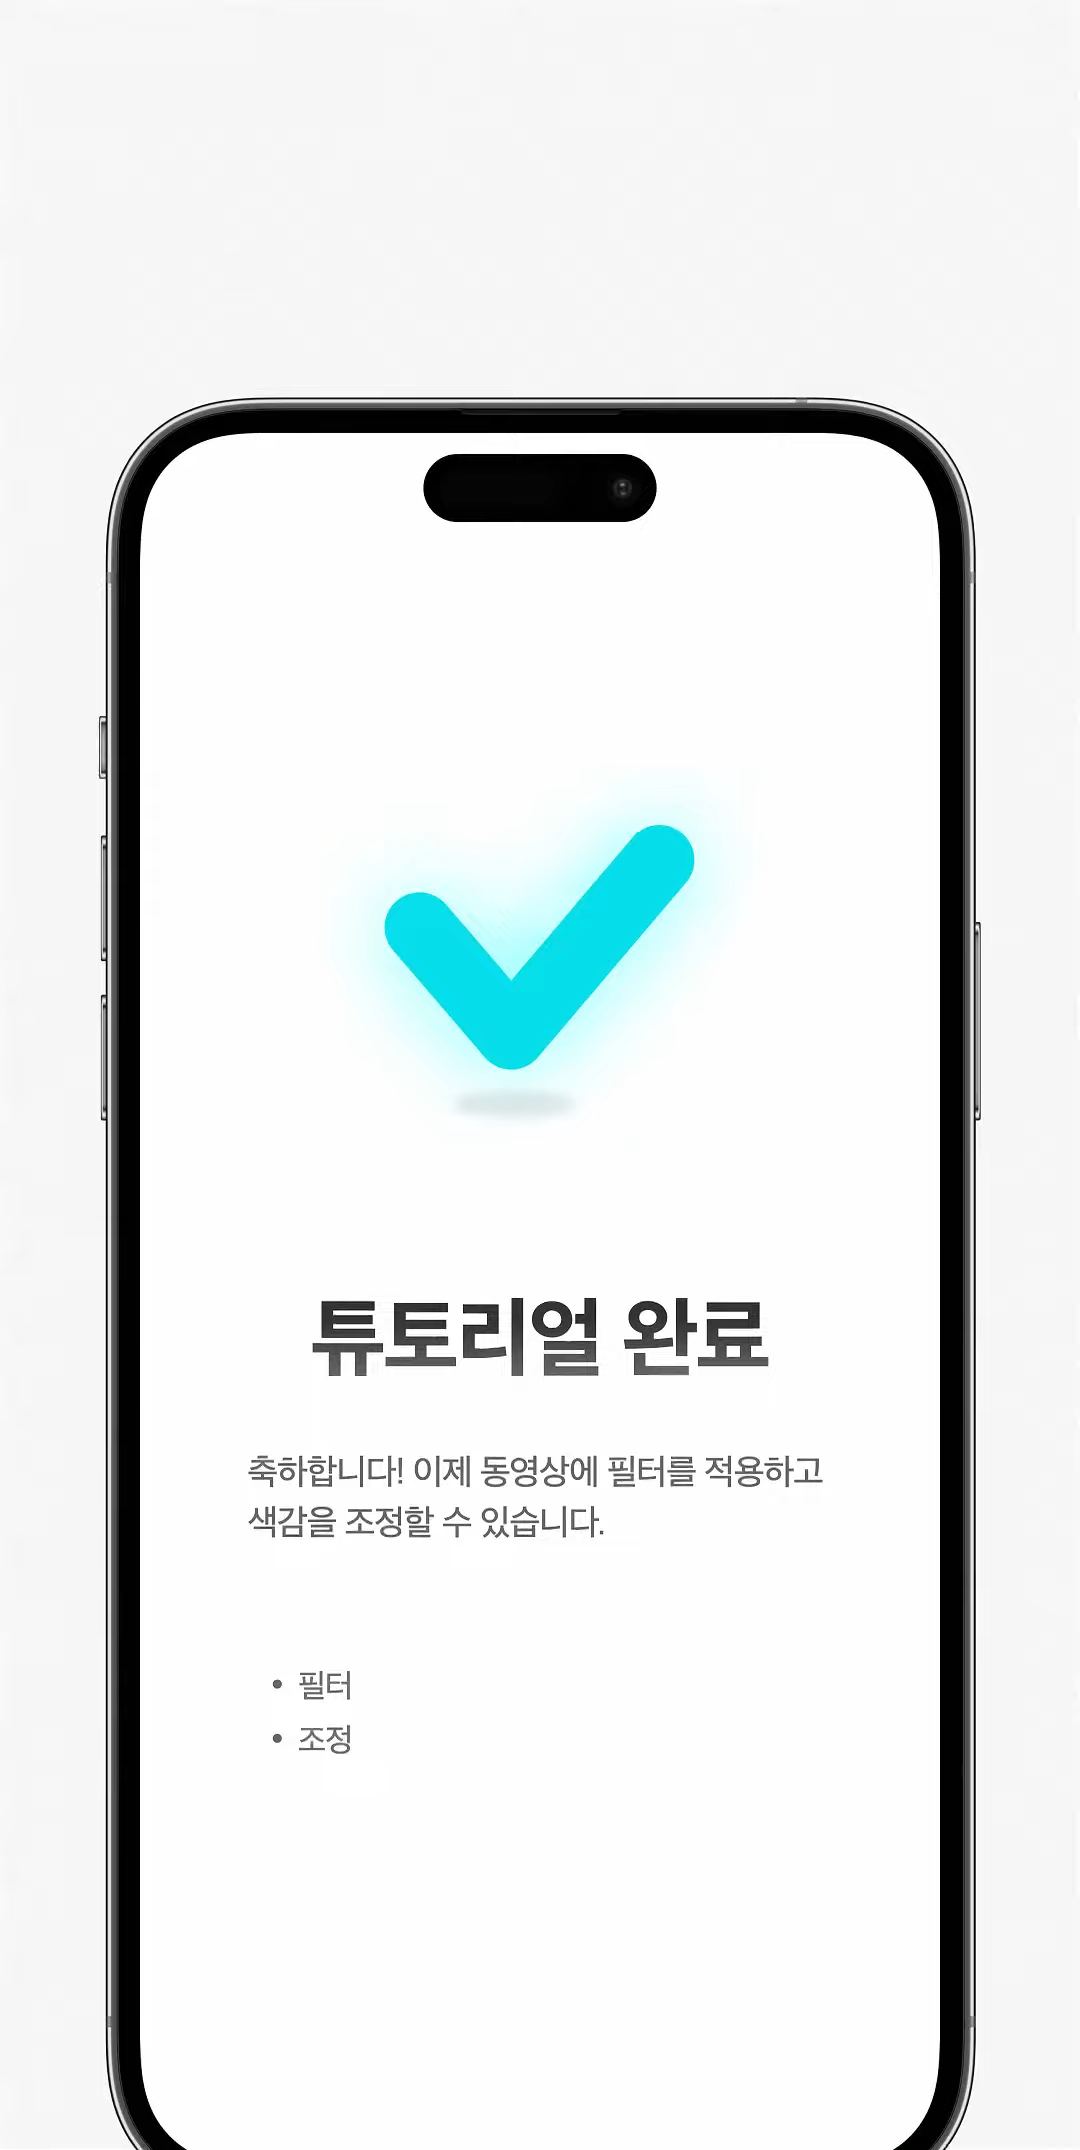 튜토리얼 완료
축하합니다! 이제 동영상에 필터를 적용하고
색감을 조정할 수 있습니다.
• 필터
• 조정